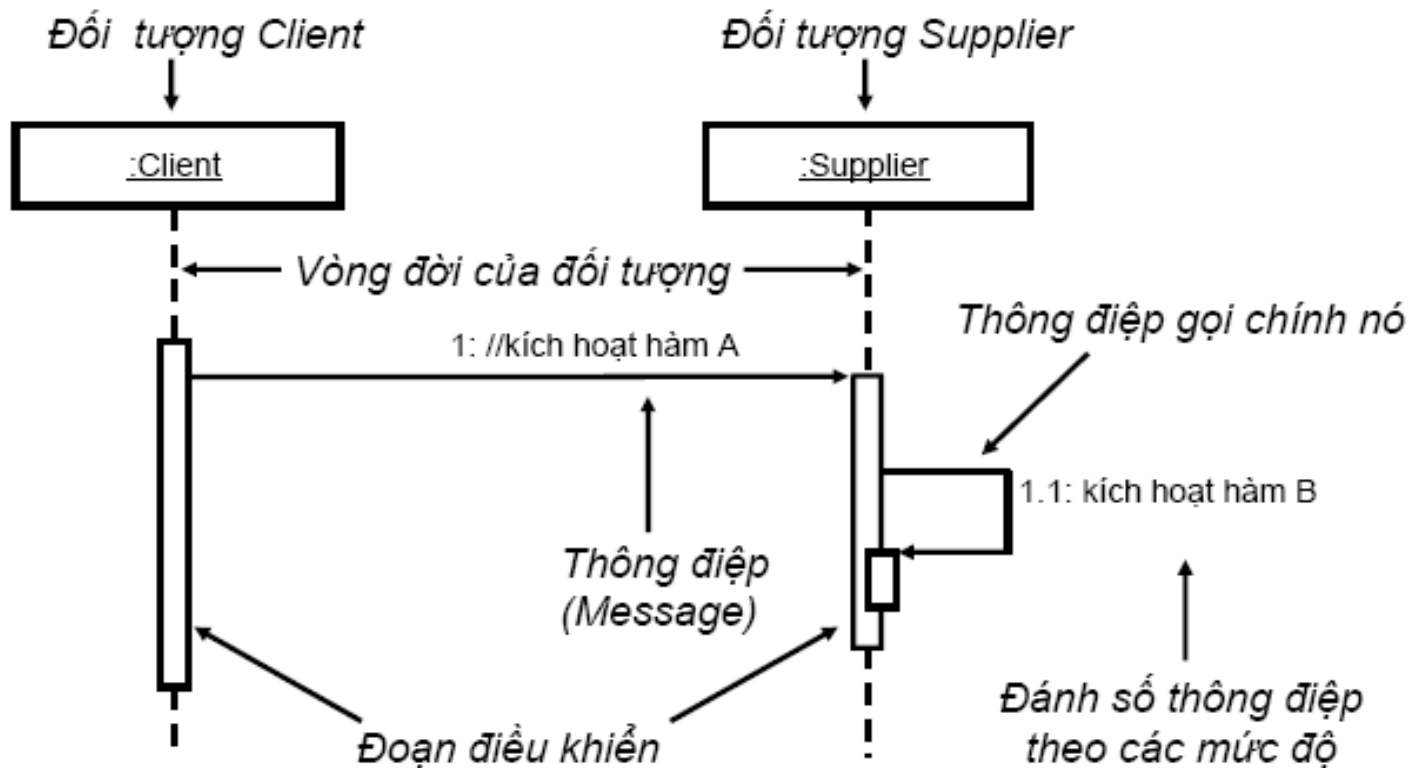 Đối tượng Client
Đối tượng Supplier
:Client
:Supplier
Vòng đời của đối tượng
Thông điệp gọi chính nó
1: //kích hoạt hàm A
1.1: kích hoạt hàm B
Thông điệp
(Message)
Đánh số thông điệp
theo các mức độ
Đoạn điều khiển